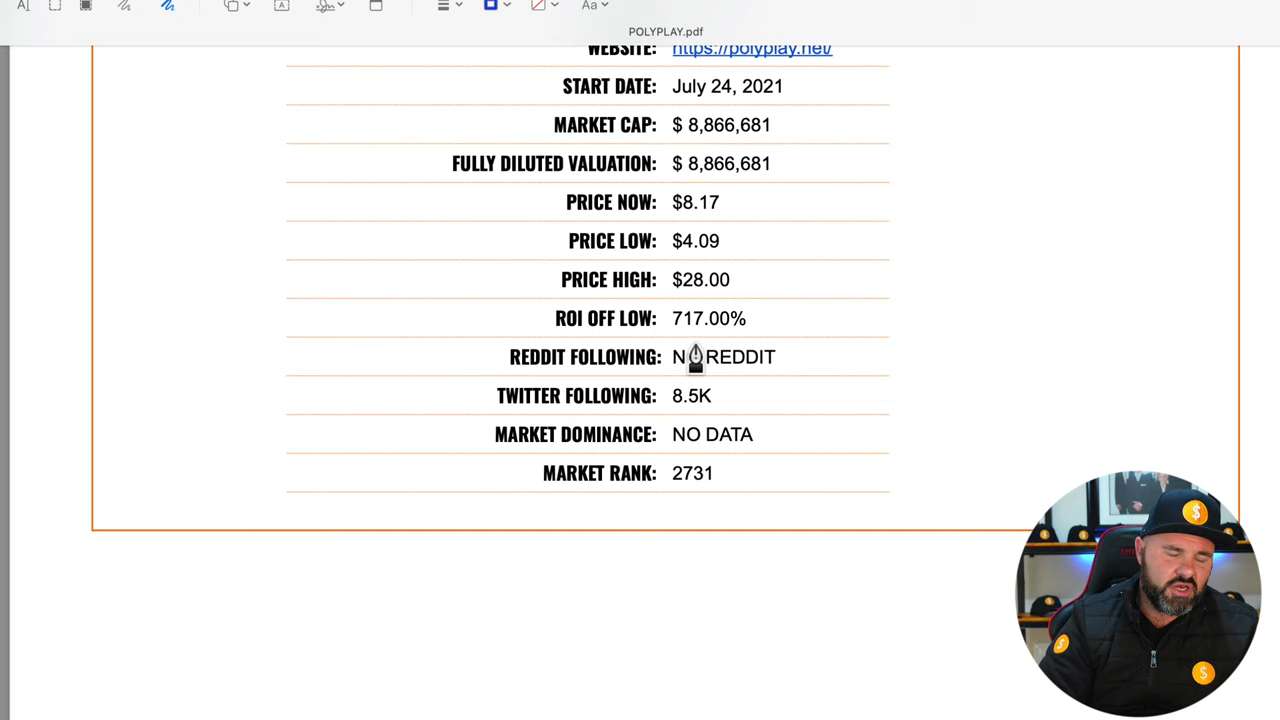 POLYPLAY.pdf
WEBSITE: https://polyplay.net/
START DATE: July 24, 2021
MARKET CAP: $ 8,866,681
FULLY DILUTED VALUATION: $ 8,866,681
PRICE NOW: $8.17
PRICE LOW: $4.09
PRICE HIGH: $28.00
ROI OFF LOW: 717.00%
REDDIT FOLLOWING: NO REDDIT
TWITTER FOLLOWING: 8.5K
MARKET DOMINANCE: NO DATA
MARKET RANK: 2731
A
A
Aa
$
$
$